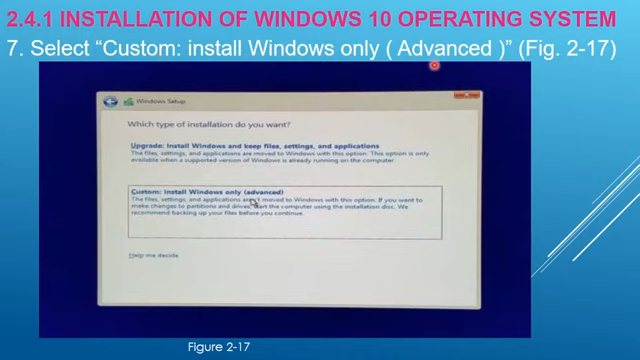 2.4.1 INSTALLATION OF WINDOWS 10 OPERATING SYSTEM
7. Select “Custom: install Windows only ( Advanced )” (Fig. 2-17)
Windows Setup
Which type of installation do you want?
Upgrade: Install Windows and keep files, settings, and applications
The files, settings, and applications are moved to Windows with this option. This option is only
available when a supported version of Windows is already running on the computer.
Custom: Install Windows only (advanced)
The files, settings, and applications aren't moved to Windows with this option. If you want to
make changes to partitions and drives, start the computer using the installation disc. We
recommend backing up your files before you continue.
Help me decide
Figure 2-17